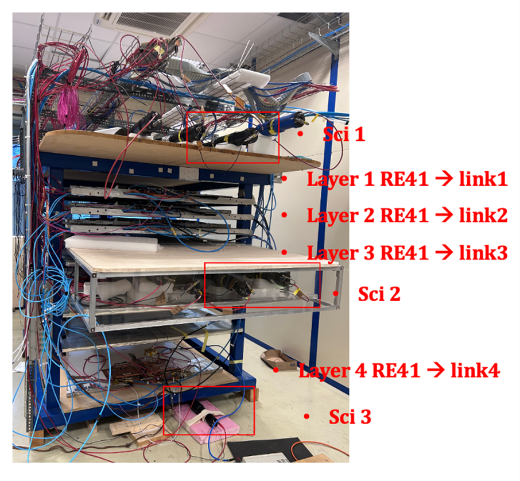 • Sci 1
• Layer 1 RE41 → link1
• Layer 2 RE41 → link2
• Layer 3 RE41 → link3
• Sci 2
• Layer 4 RE41 → link4
• Sci 3